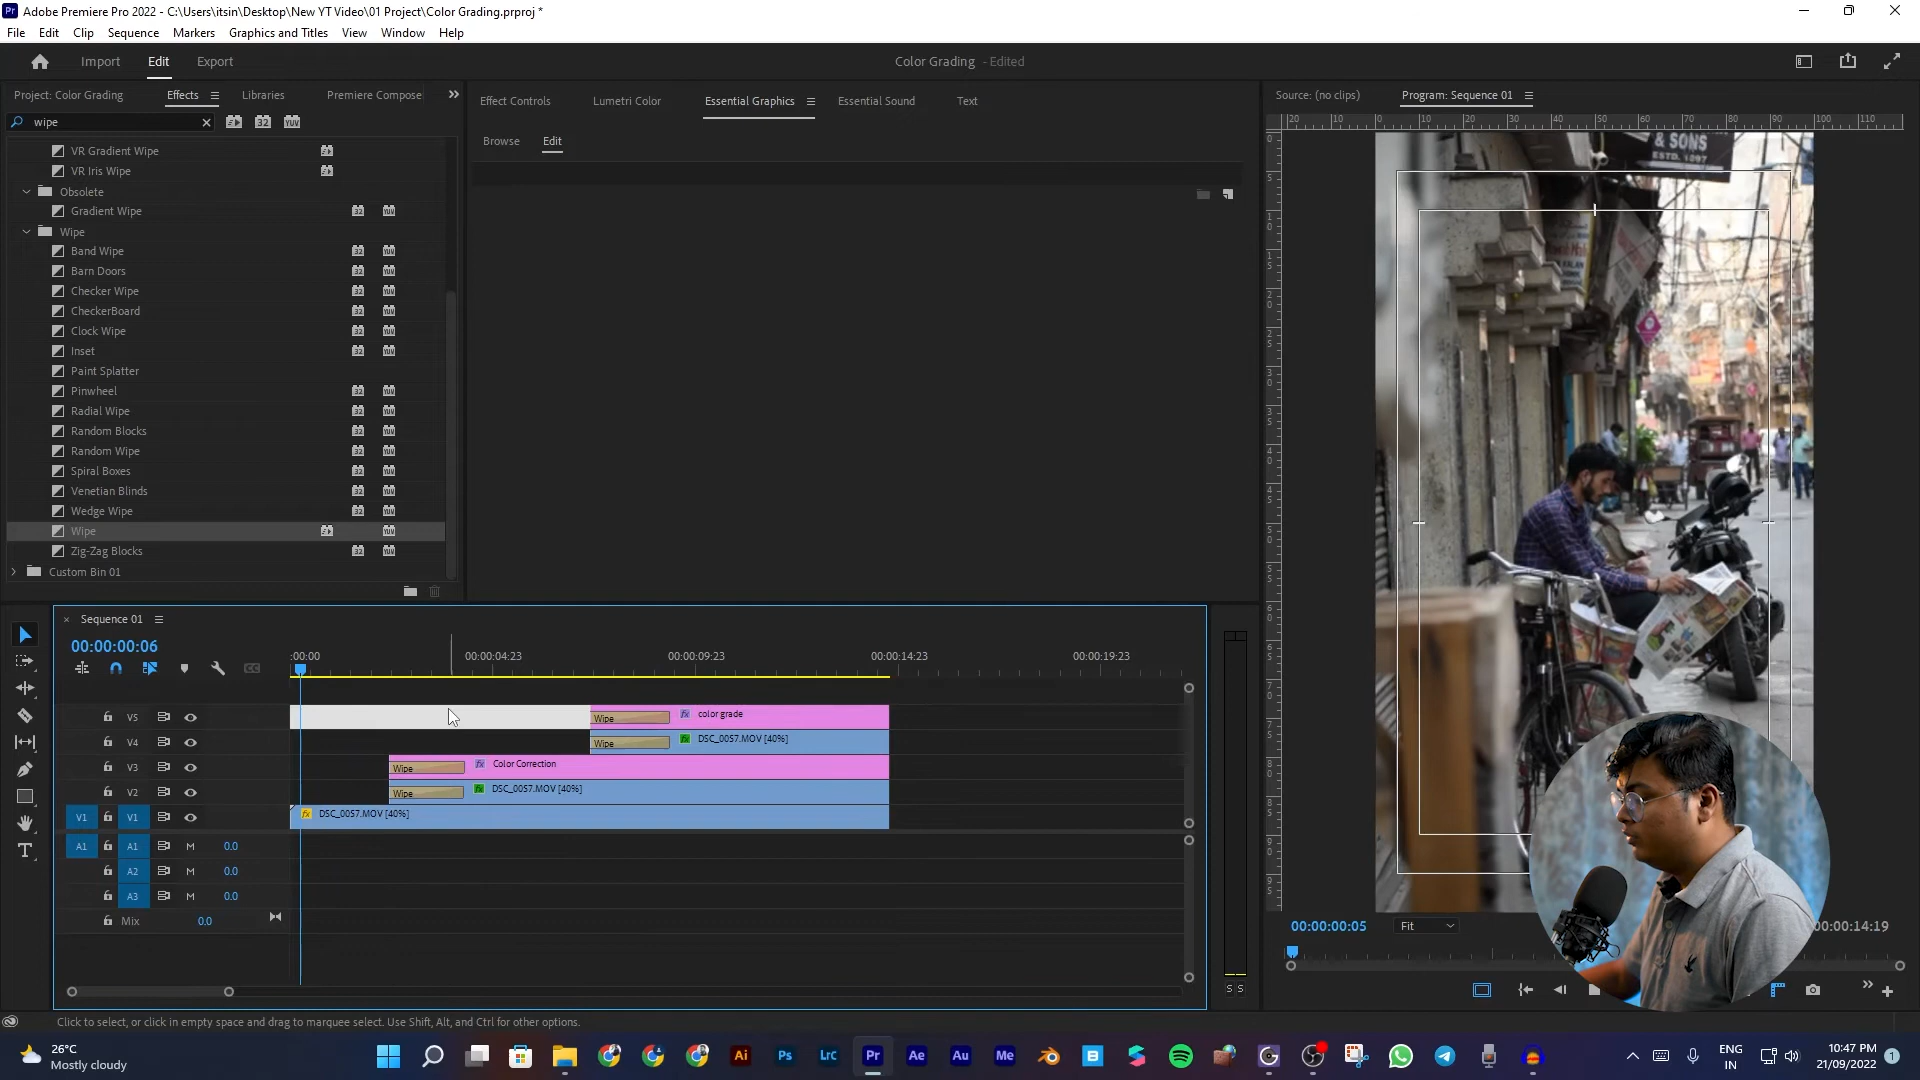 Adobe Premiere Pro 2022 - C:\Users\itsin\Desktop\New YT Video\01 Project\Color Grading.prproj *
File Edit Clip Sequence Markers Graphics and Titles View Window Help
Import Edit Export
Color Grading - Edited
Project: Color Grading Effects Libraries Premiere Compose
Effect Controls Lumetri Color Essential Graphics Essential Sound Text
Source: (no clips) Program: Sequence 01
wipe
Browse Edit
VR Gradient Wipe
VR Iris Wipe
Obsolete
Gradient Wipe
Wipe
Band Wipe
Barn Doors
Checker Wipe
CheckerBoard
Clock Wipe
Inset
Paint Splatter
Pinwheel
Radial Wipe
Random Blocks
Random Wipe
Spiral Boxes
Venetian Blinds
Wedge Wipe
Wipe
Zig-Zag Blocks
Custom Bin 01
& SONS
ESTD. 1897
Sequence 01
00:00:00:06
:00:00 00:00:04:23 00:00:09:23 00:00:14:23 00:00:19:23
V5 Wipe color grade
V4 Wipe DSC_0057.MOV [40%]
V3 Wipe Color Correction
V2 Wipe DSC_0057.MOV [40%]
V1 V1 DSC_0057.MOV [40%]
A1 A1 M 0.0
A2 M 0.0
A3 M 0.0
Mix 0.0
S S
00:00:00:05 Fit 00:00:14:19
Click to select, or click in empty space and drag to marquee select. Use Shift, Alt, and Ctrl for other options.
26°C
Mostly cloudy
Ai Ps LrC Pr Ae Au Me
ENG
IN
10:47 PM
21/09/2022
1